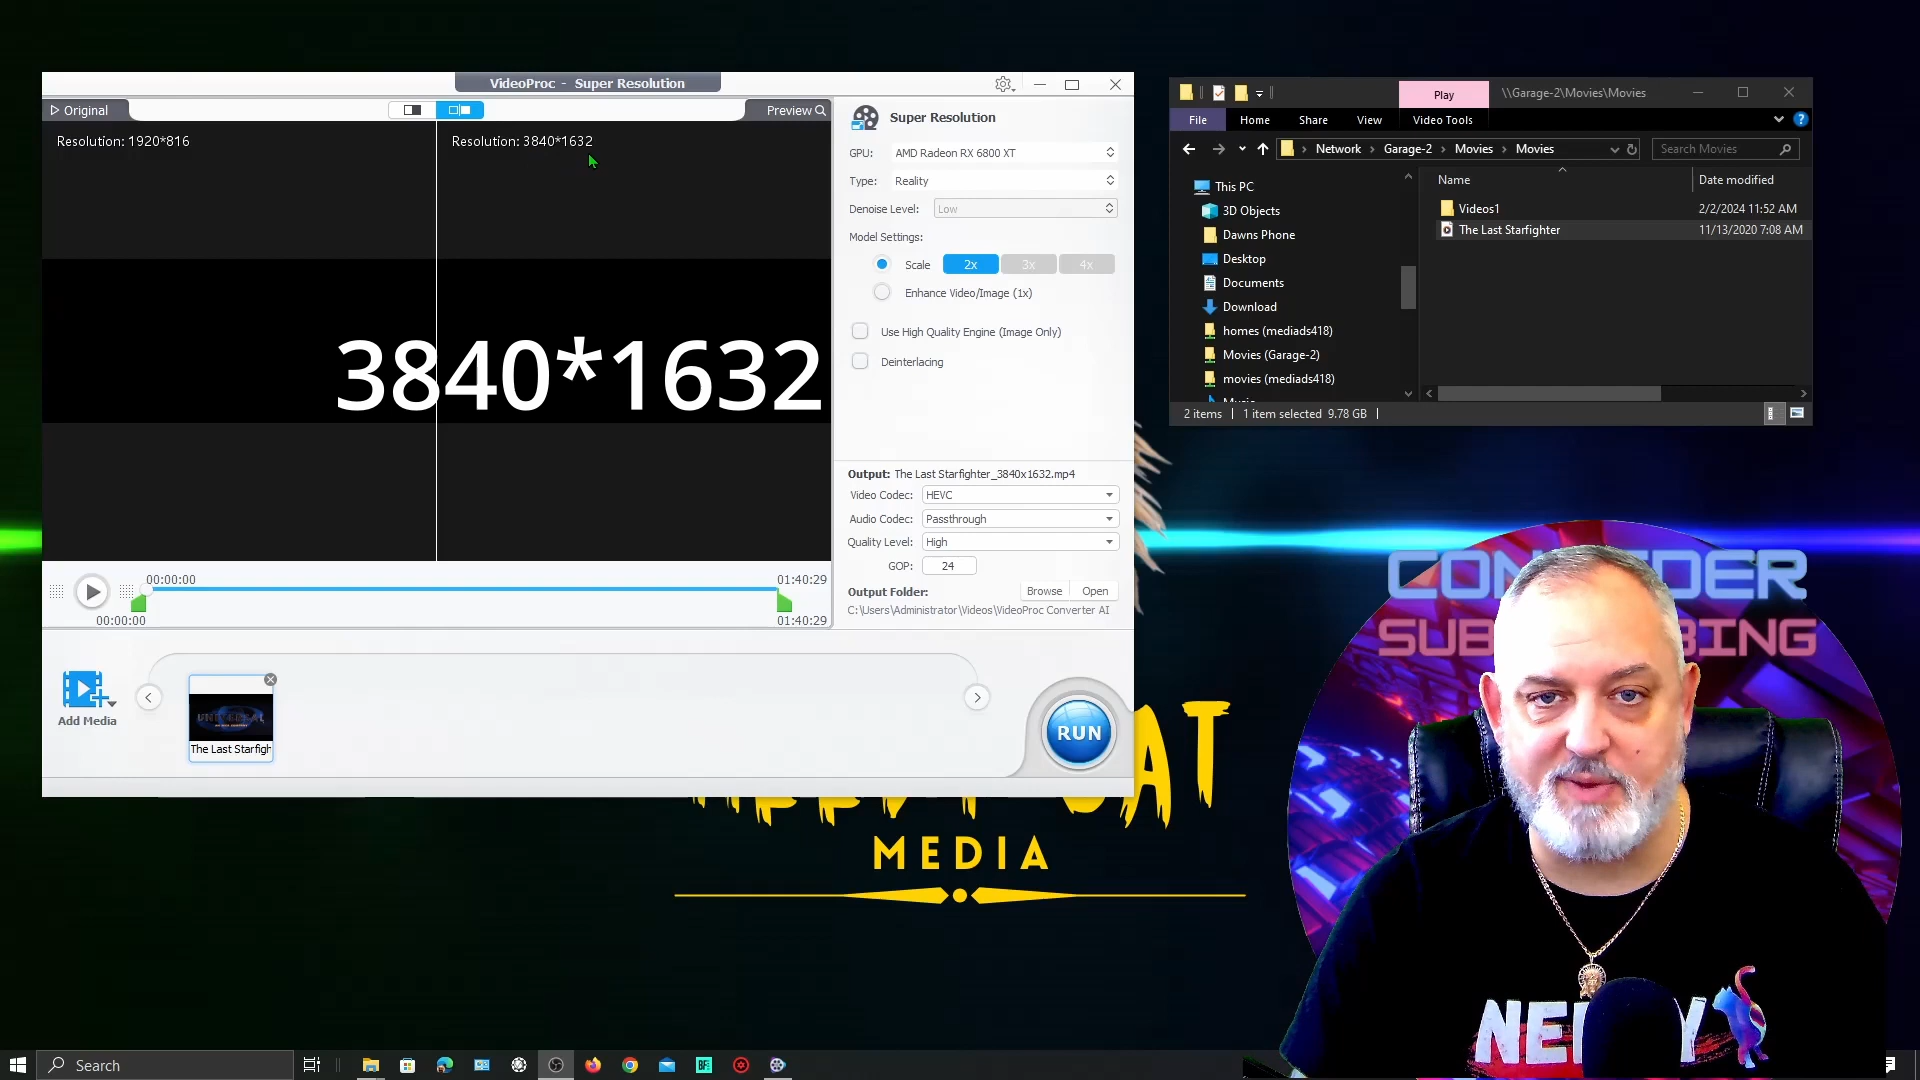 VideoProc - Super Resolution
Original
Preview
Resolution: 1920*816
Resolution: 3840*1632
3840*1632
00:00:00
01:40:29
00:00:00
01:40:29
Super Resolution
GPU: AMD Radeon RX 6800 XT
Type: Reality
Denoise Level: Low
Model Settings:
Scale 2x 3x 4x
Enhance Video/Image (1x)
Use High Quality Engine (Image Only)
Deinterlacing
Output: The Last Starfighter_3840x1632.mp4
Video Codec: HEVC
Audio Codec: Passthrough
Quality Level: High
GOP: 24
Output Folder: Browse Open
C:\Users\Administrator\Videos\VideoProc Converter AI
Add Media
UNIVERSAL
The Last Starfigh
RUN
Play \\Garage-2\Movies\Movies
File Home Share View Video Tools
Network Garage-2 Movies Movies
Search Movies
Name Date modified
This PC
3D Objects
Dawns Phone
Desktop
Documents
Download
homes (mediads418)
Movies (Garage-2)
movies (mediads418)
Videos1 2/2/2024 11:52 AM
The Last Starfighter 11/13/2020 7:08 AM
2 items 1 item selected 9.78 GB
MEDIA
Search